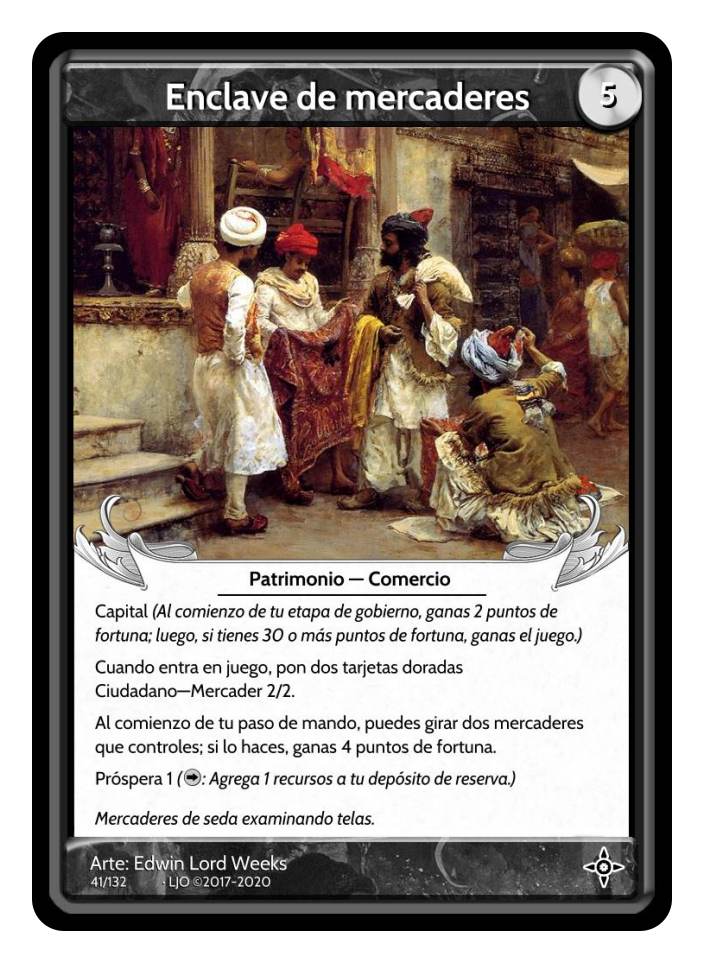 Enclave de mercaderes
5
Patrimonio — Comercio
Capital (Al comienzo de tu etapa de gobierno, ganas 2 puntos de
fortuna; luego, si tienes 30 o más puntos de fortuna, ganas el juego.)
Cuando entra en juego, pon dos tarjetas doradas
Ciudadano—Mercader 2/2.
Al comienzo de tu paso de mando, puedes girar dos mercaderes
que controles; si lo haces, ganas 4 puntos de fortuna.
Próspera 1 (➡: Agrega 1 recursos a tu depósito de reserva.)
Mercaderes de seda examinando telas.
Arte: Edwin Lord Weeks
41/132 · LJO ©2017-2020